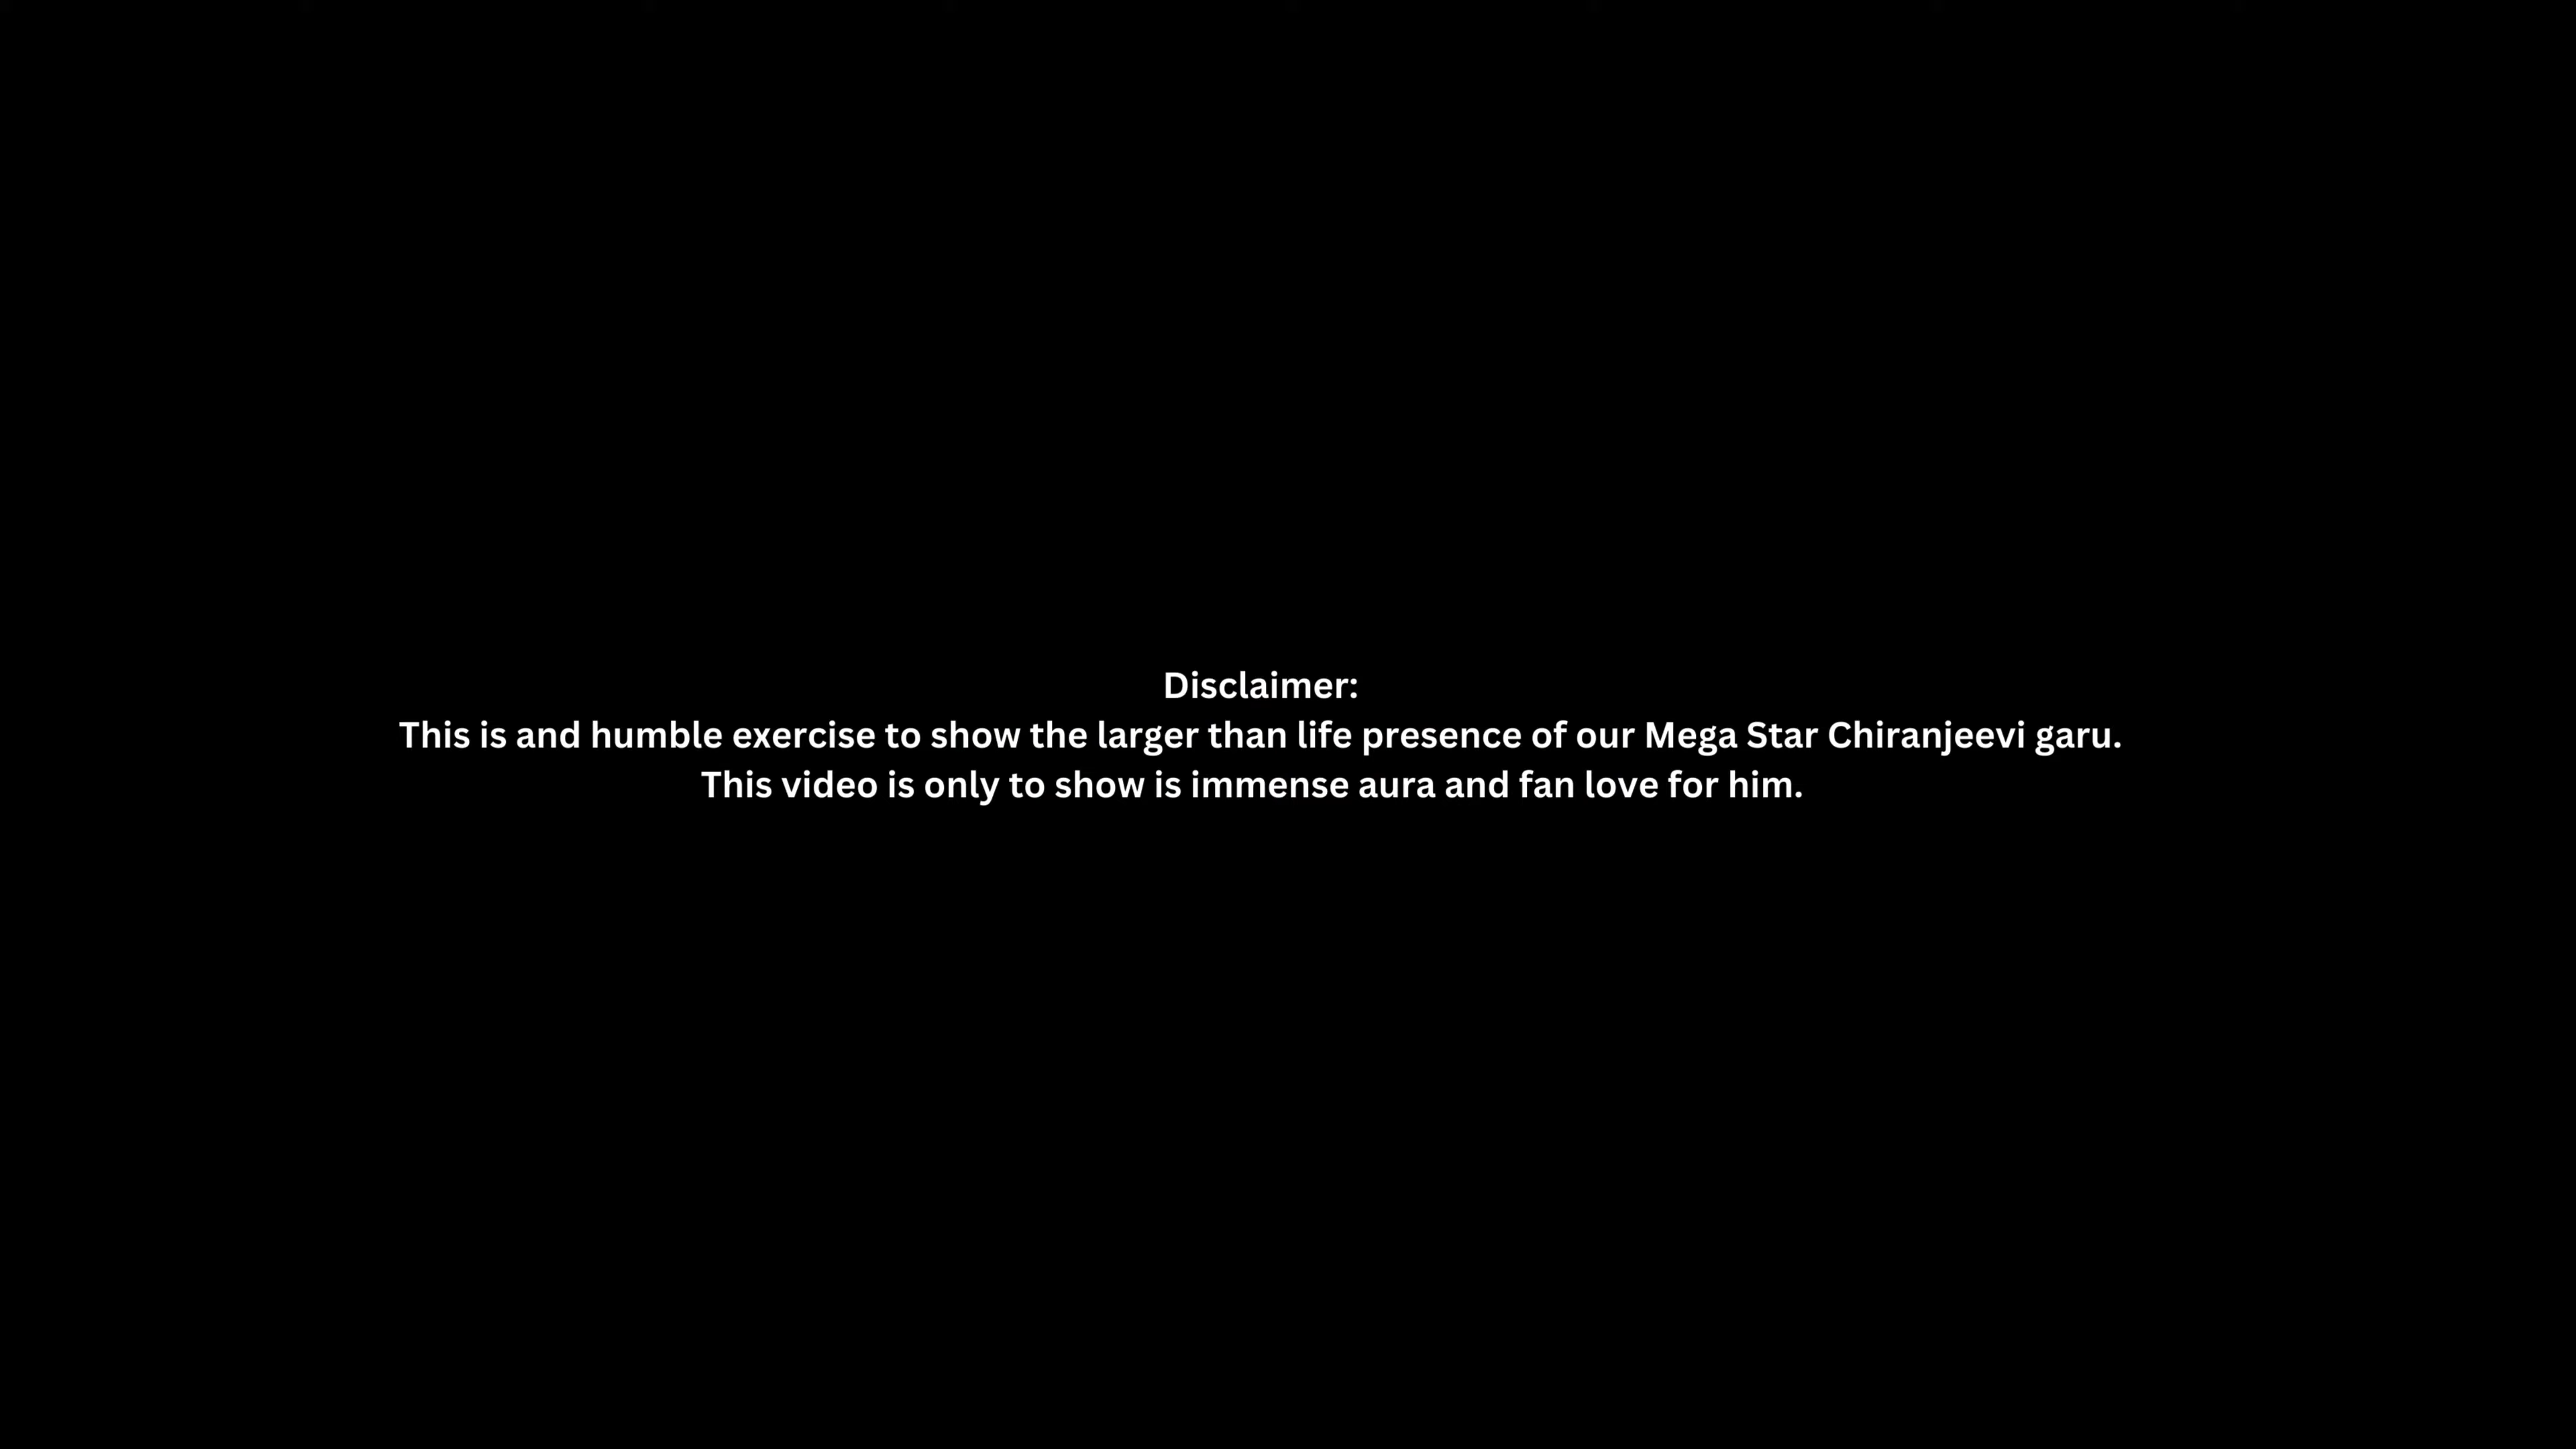 Disclaimer:
This is and humble exercise to show the larger than life presence of our Mega Star Chiranjeevi garu.
This video is only to show is immense aura and fan love for him.